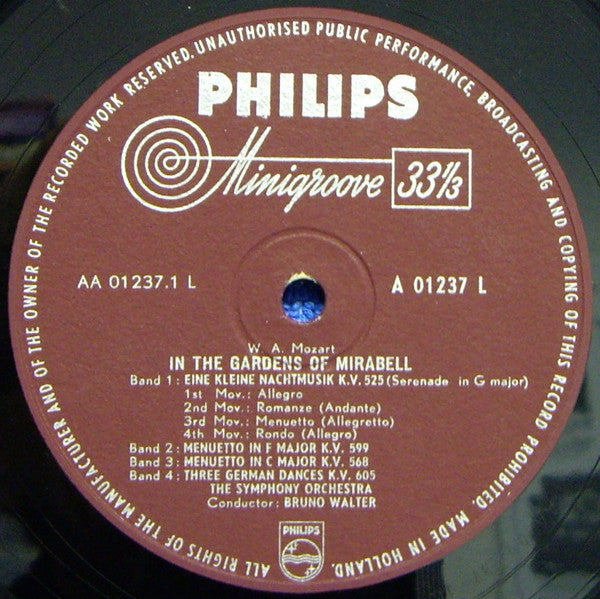 ALL RIGHTS OF THE MANUFACTURER AND OF THE OWNER OF THE RECORDED WORK RESERVED. UNAUTHORISED PUBLIC PERFORMANCE, BROADCASTING AND COPYING OF THIS RECORD PROHIBITED. MADE IN HOLLAND.
PHILIPS
Minigroove 33⅓
AA 01237.1 L
A 01237 L
W. A. Mozart
IN THE GARDENS OF MIRABELL
Band 1 : EINE KLEINE NACHTMUSIK K.V. 525 (Serenade in G major)
1st Mov.: Allegro
2nd Mov.: Romanze (Andante)
3rd Mov.: Menuetto (Allegretto)
4th Mov.: Rondo (Allegro)
Band 2 : MENUETTO IN F MAJOR K.V. 599
Band 3 : MENUETTO IN C MAJOR K.V. 568
Band 4 : THREE GERMAN DANCES K.V. 605
THE SYMPHONY ORCHESTRA
Conductor: BRUNO WALTER
PHILIPS